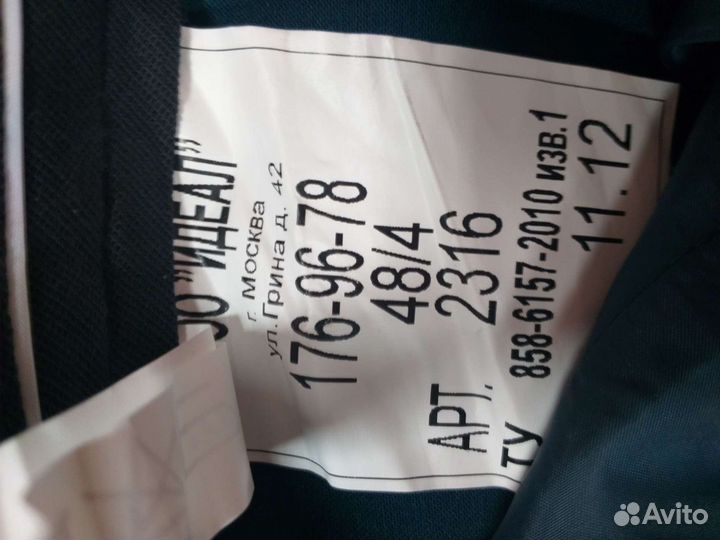 ОО "ИДЕАЛ"
г. Москва
ул.Грина д. 42
176-96-78
48/4
АРТ. 2316
ТУ 858-6157-2010 изв.1
11.12
Avito